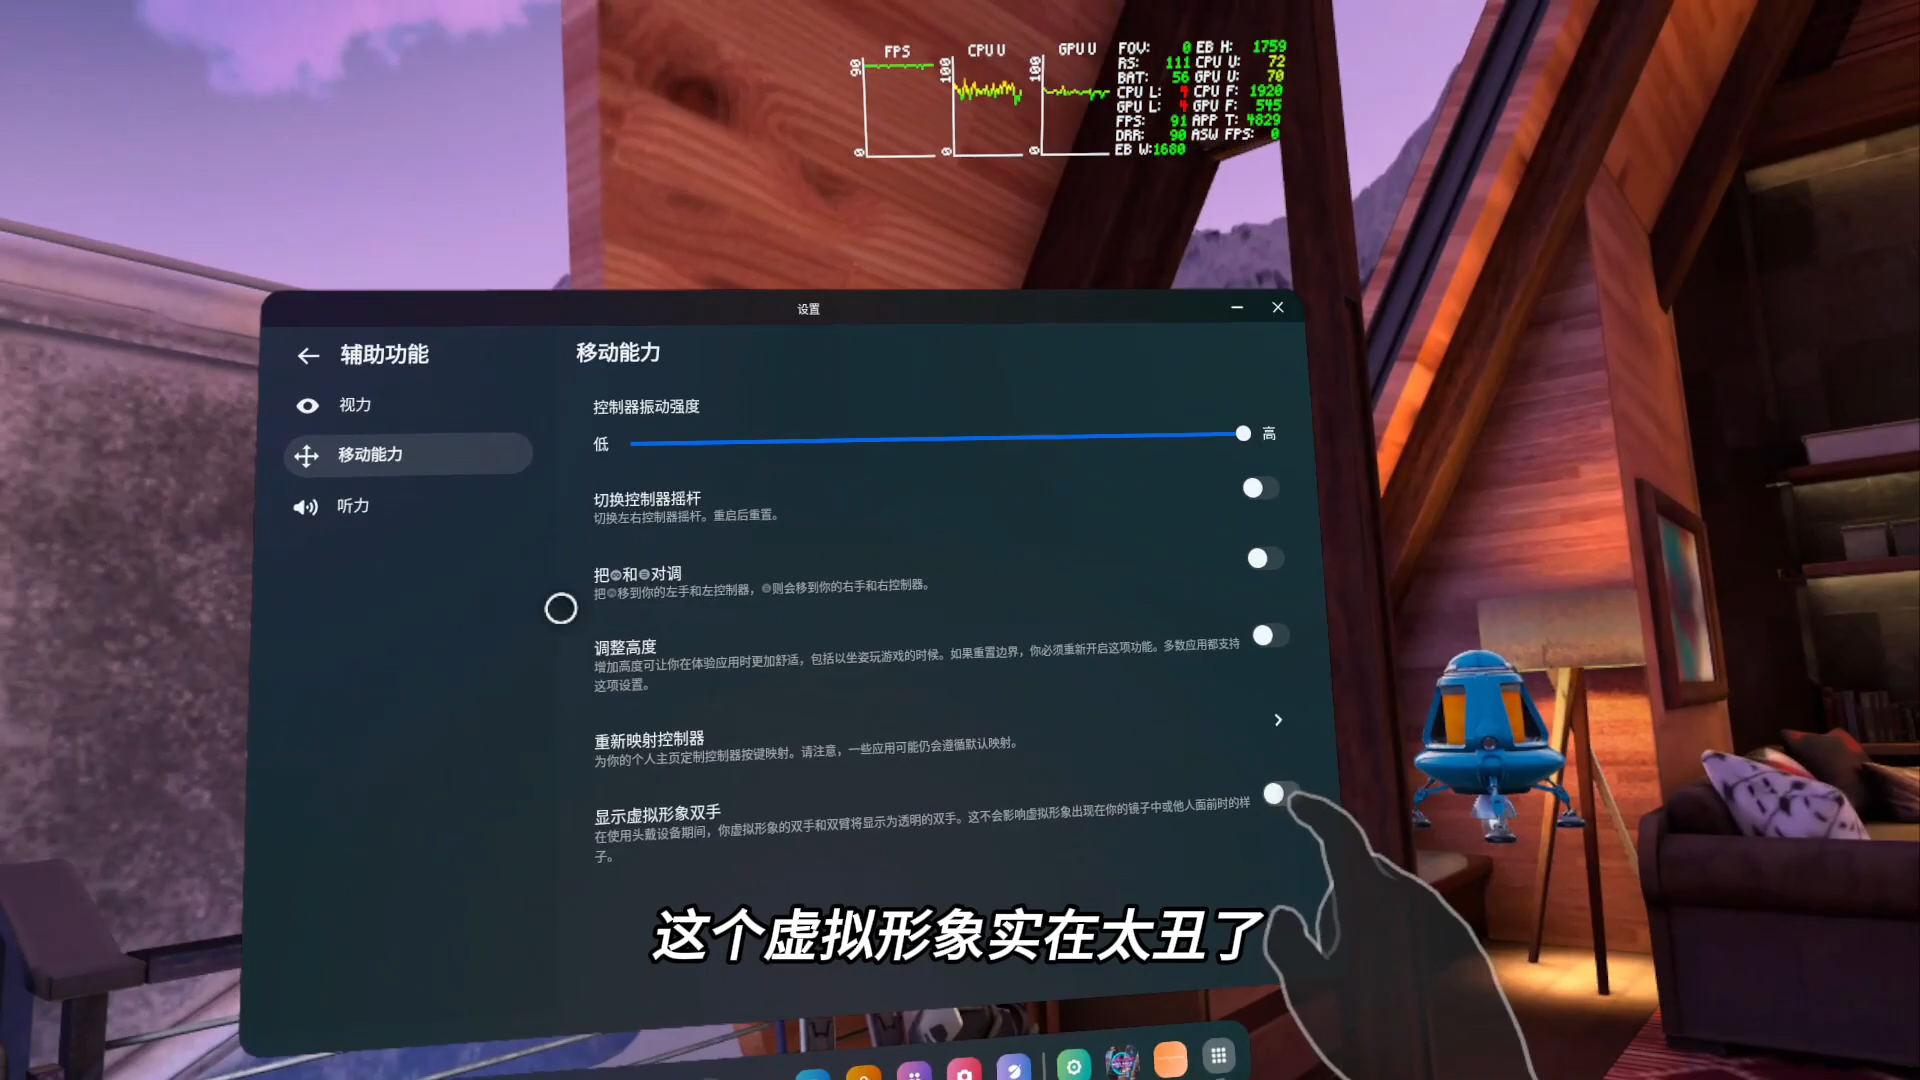 FPS
90
0
CPU U
100
0
GPU U
100
0
FOV: 0 EB H: 1759
RS: 111 CPU U: 72
BAT: 56 GPU U: 70
CPU L: 4 CPU F: 1920
GPU L: 4 GPU F: 545
FPS: 91 APP T: 4829
DRR: 90 ASW FPS: 0
EB W:1680
设置
辅助功能
视力
移动能力
听力
移动能力
控制器振动强度
低
高
切换控制器摇杆
切换左右控制器摇杆。重启后重置。
把和对调
把移到你的左手和左控制器，则会移到你的右手和右控制器。
调整高度
增加高度可让你在体验应用时更加舒适，包括以坐姿玩游戏的时候。如果重置边界，你必须重新开启这项功能。多数应用都支持
这项设置。
重新映射控制器
为你的个人主页定制控制器按键映射。请注意，一些应用可能仍会遵循默认映射。
显示虚拟形象双手
在使用头戴设备期间，你虚拟形象的双手和双臂将显示为透明的双手。这不会影响虚拟形象出现在你的镜子中或他人面前时的样
子。
这个虚拟形象实在太丑了